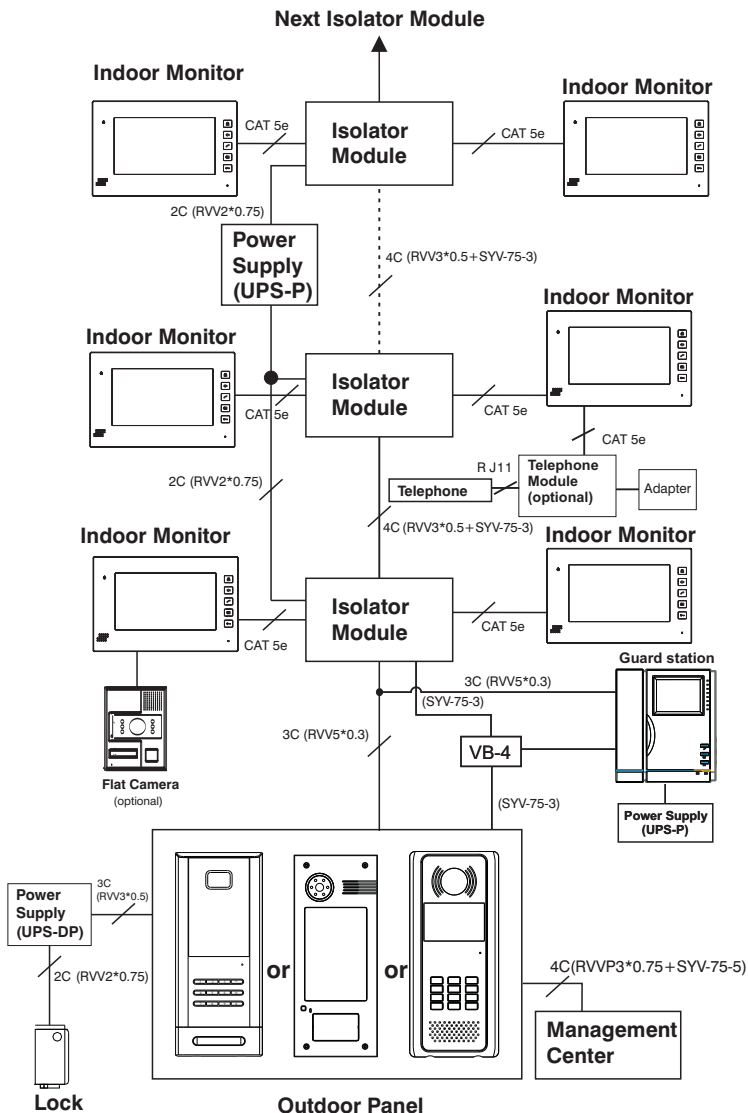 Next Isolator Module
Indoor Monitor
Indoor Monitor
CAT 5e
Isolator
Module
CAT 5e
2C (RVV2*0.75)
Power
Supply
(UPS-P)
4C (RVV3*0.5+SYV-75-3)
Indoor Monitor
Indoor Monitor
CAT 5e
Isolator
Module
CAT 5e
CAT 5e
2C (RVV2*0.75)
R J11
Telephone
Telephone
Module
(optional)
Adapter
4C(RVV3*0.5+SYV-75-3)
Indoor Monitor
Indoor Monitor
CAT 5e
Isolator
Module
CAT 5e
Guard station
3C (RVV5*0.3)
(SYV-75-3)
3C (RVV5*0.3)
VB-4
Flat Camera
(optional)
(SYV-75-3)
Power Supply
(UPS-P)
3C
(RVV3*0.5)
Power
Supply
(UPS-DP)
2C (RVV2*0.75)
or
or
4C(RVVP3*0.75+SYV-75-5)
Management
Center
Lock
Outdoor Panel